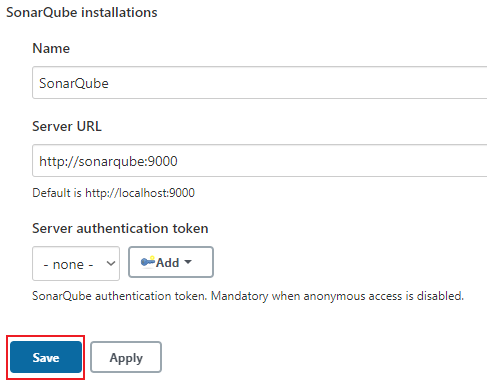 SonarQube installations
Name
SonarQube
Server URL
http://sonarqube:9000
Default is http://localhost:9000
Server authentication token
- none -
Add
SonarQube authentication token. Mandatory when anonymous access is disabled.
Save
Apply